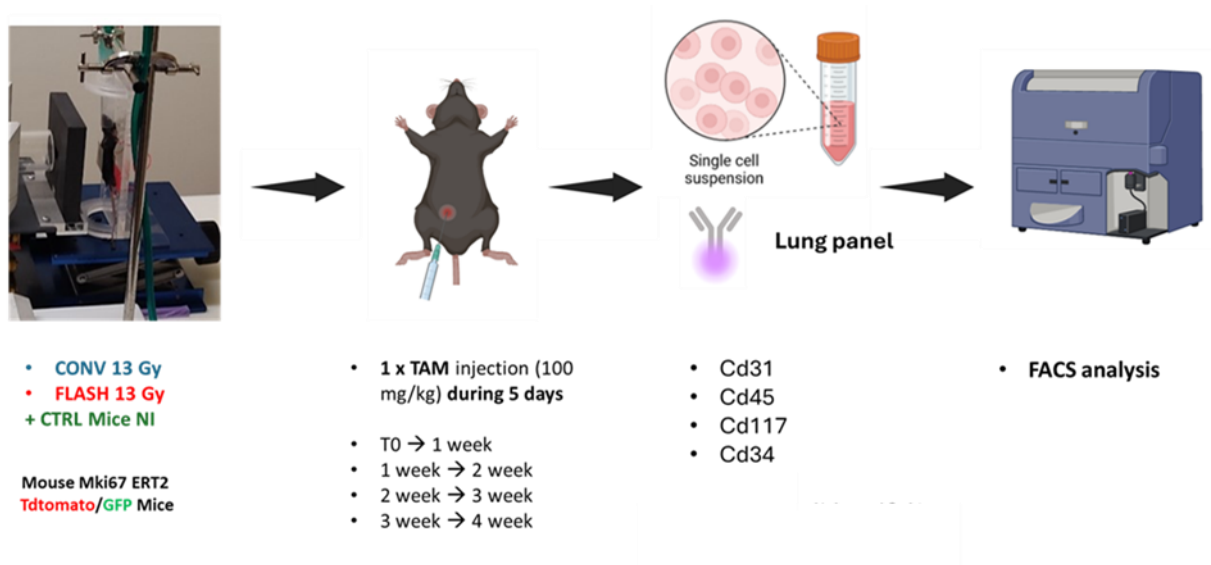 Single cell
suspension
Lung panel
• CONV 13 Gy
• FLASH 13 Gy
+ CTRL Mice NI
Mouse Mki67 ERT2
Tdtomato/GFP Mice
• 1 x TAM injection (100
mg/kg) during 5 days
• T0 → 1 week
• 1 week → 2 week
• 2 week → 3 week
• 3 week → 4 week
• Cd31
• Cd45
• Cd117
• Cd34
• FACS analysis